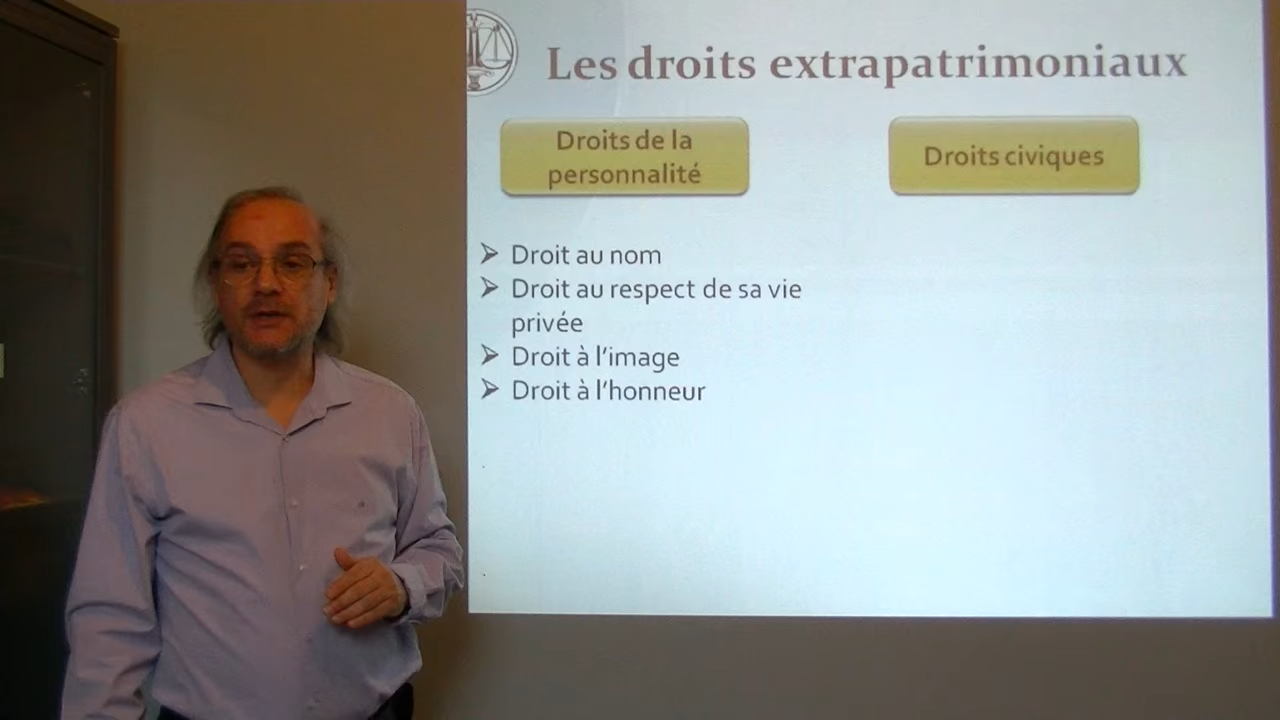 Les droits extrapatrimoniaux
Droits de la
personnalité
Droits civiques
➢ Droit au nom
➢ Droit au respect de sa vie
privée
➢ Droit à l'image
➢ Droit à l'honneur